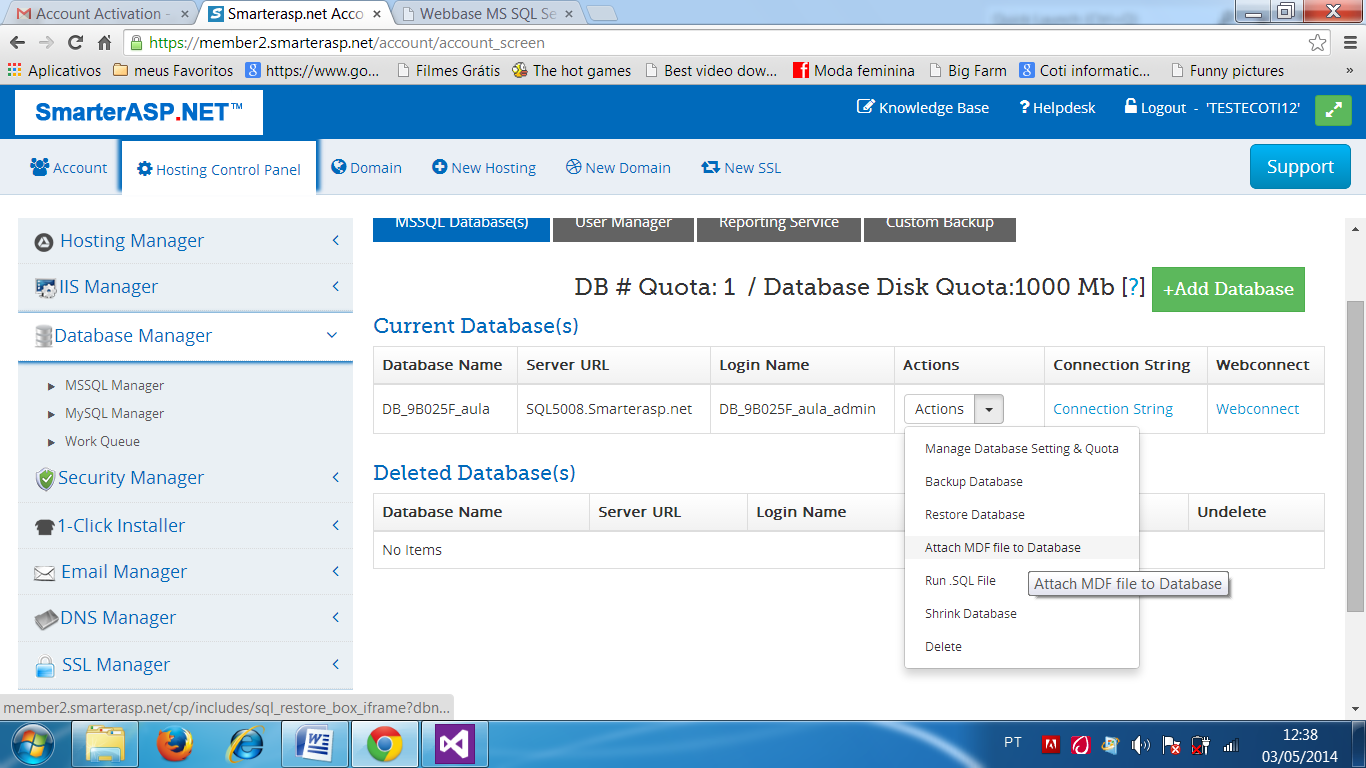 Account Activation -
Smarterasp.net Acco
Webbase MS SQL Se
https://member2.smarterasp.net/account/account_screen
Aplicativos
meus Favoritos
https://www.go...
Filmes Grátis
The hot games
Best video dow...
Moda feminina
Big Farm
Coti informatic...
Funny pictures
»
SmarterASP.NET™
Knowledge Base
Helpdesk
Logout - 'TESTECOTI12'
Account
Hosting Control Panel
Domain
New Hosting
New Domain
New SSL
Support
Hosting Manager
IIS Manager
Database Manager
MSSQL Manager
MySQL Manager
Work Queue
Security Manager
1-Click Installer
Email Manager
DNS Manager
SSL Manager
MSSQL Database(s)
User Manager
Reporting Service
Custom Backup
DB # Quota: 1 / Database Disk Quota:1000 Mb [?]
+Add Database
Current Database(s)
Database Name Server URL Login Name Actions Connection String Webconnect
DB_9B025F_aula SQL5008.Smarterasp.net DB_9B025F_aula_admin Actions Connection String Webconnect
Manage Database Setting & Quota
Backup Database
Restore Database
Attach MDF file to Database
Run .SQL File
Shrink Database
Delete
Attach MDF file to Database
Deleted Database(s)
Database Name Server URL Login Name Undelete
No Items
member2.smarterasp.net/cp/includes/sql_restore_box_iframe?dbn...
PT
12:38
03/05/2014